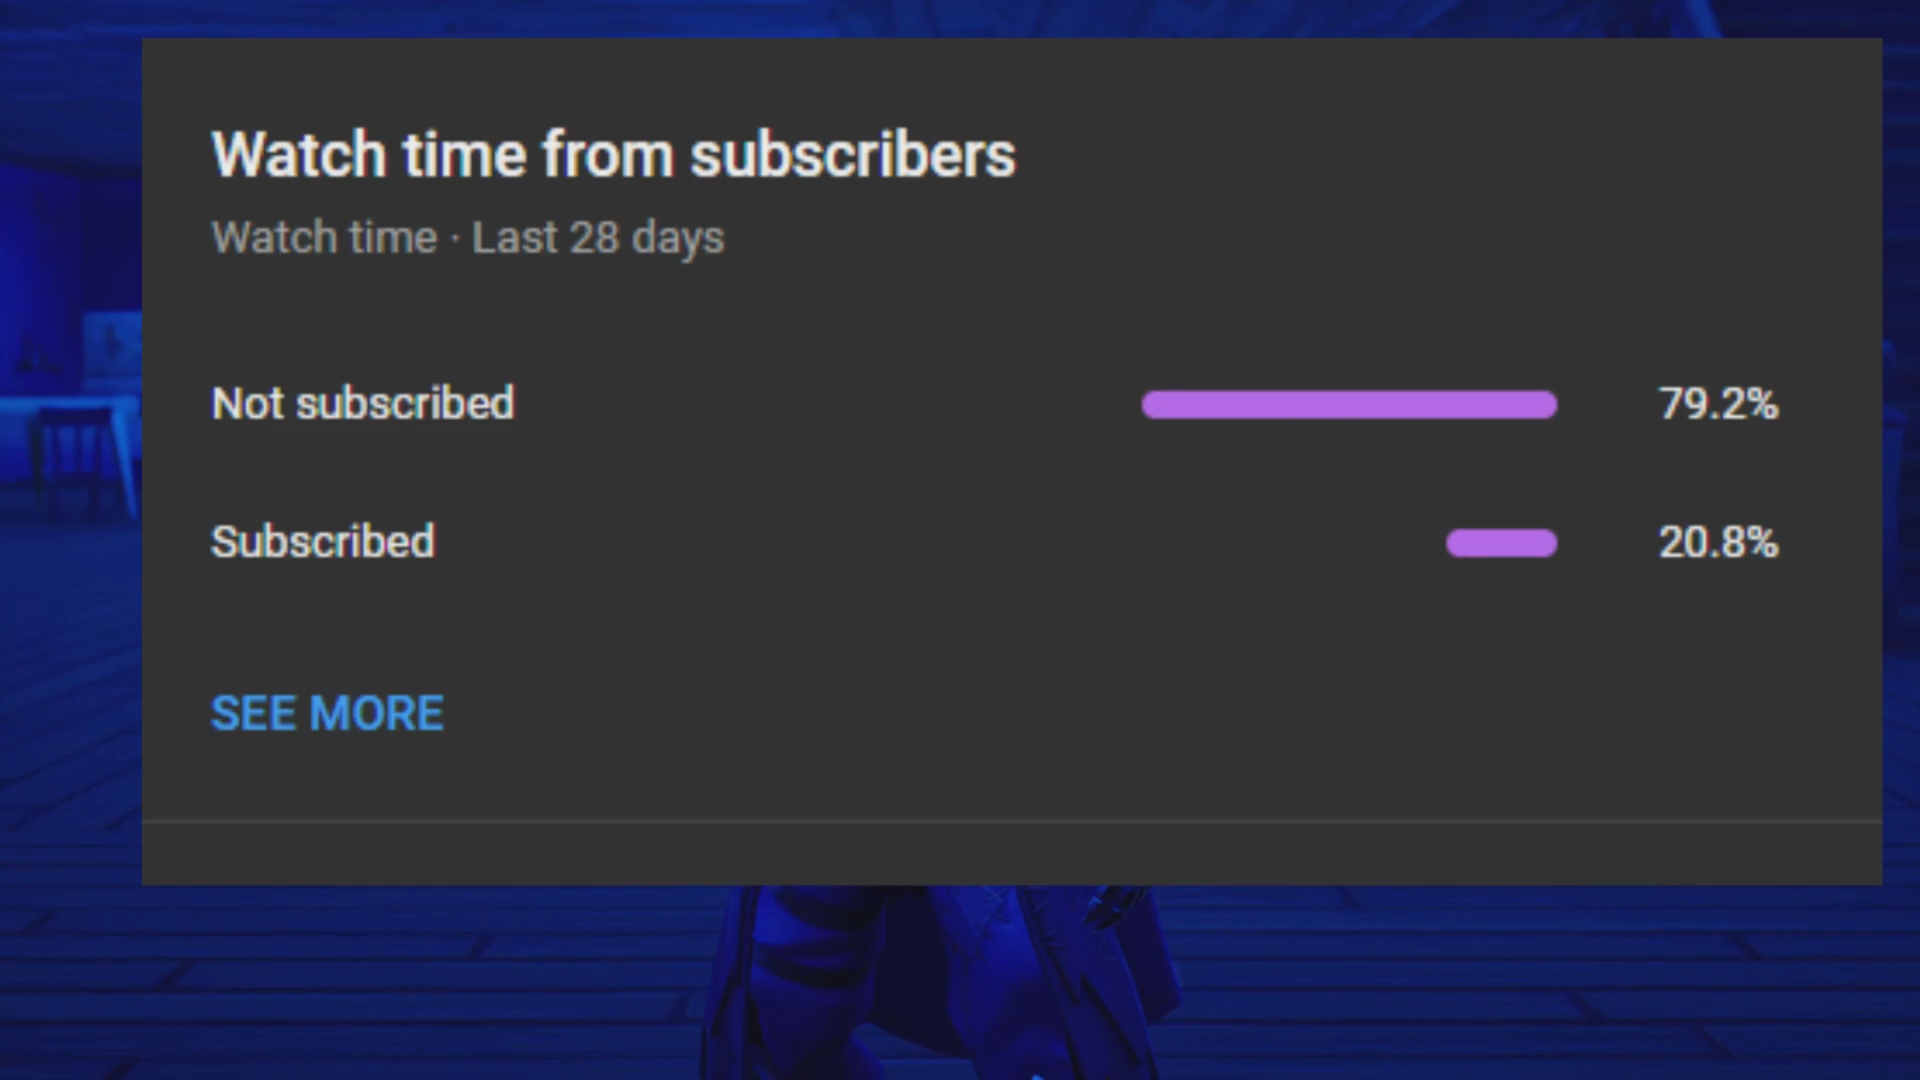 Watch time from subscribers
Watch time · Last 28 days
Not subscribed 79.2%
Subscribed 20.8%
SEE MORE